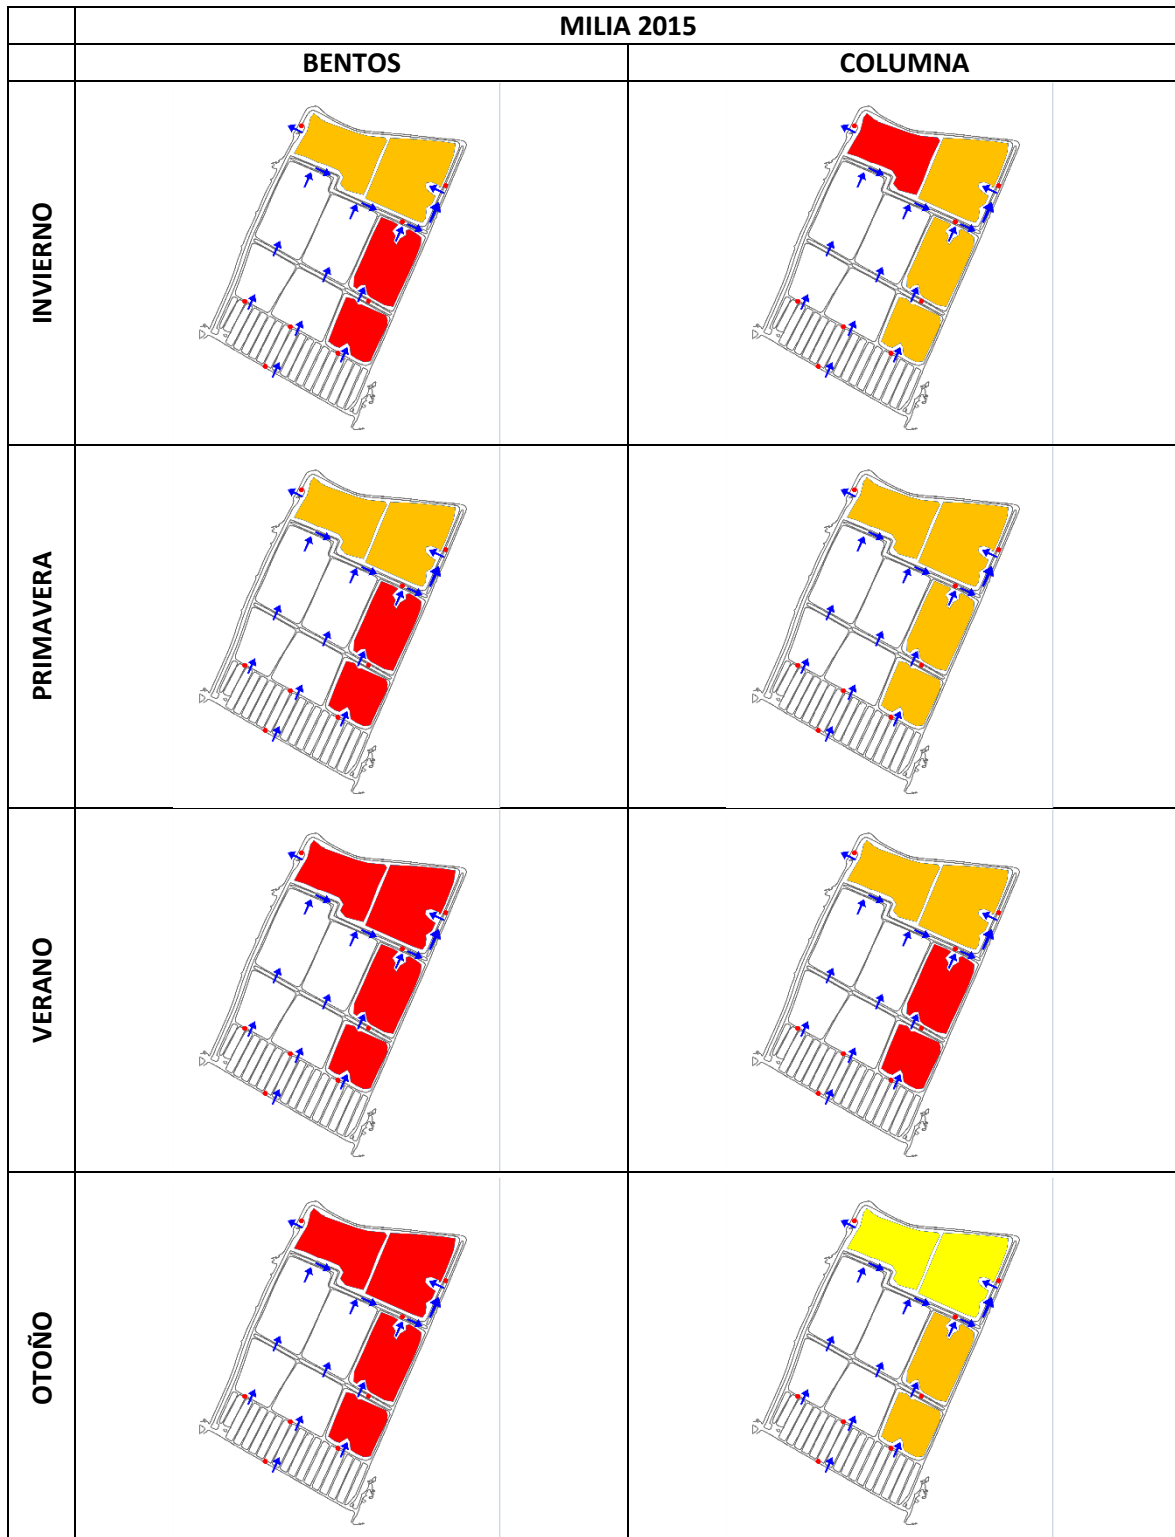 MILIA 2015
BENTOS
COLUMNA
INVIERNO
PRIMAVERA
VERANO
OTOÑO